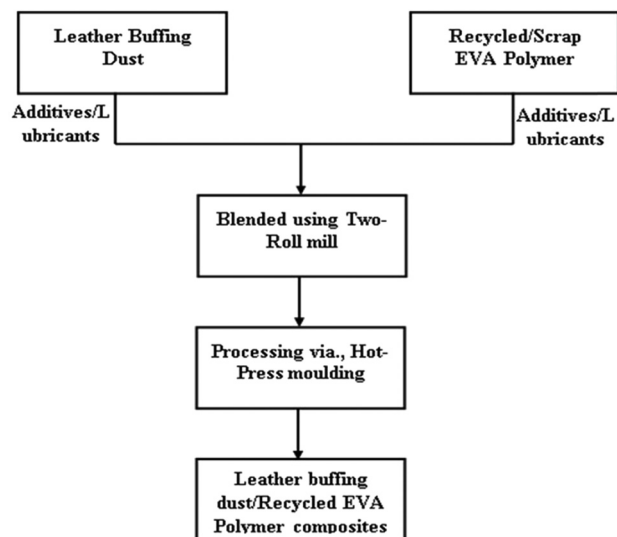 Leather Buffing
Dust
Recycled/Scrap
EVA Polymer
Additives/L
ubricants
Additives/L
ubricants
Blended using Two-
Roll mill
Processing via., Hot-
Press moulding
Leather buffing
dust/Recycled EVA
Polymer composites